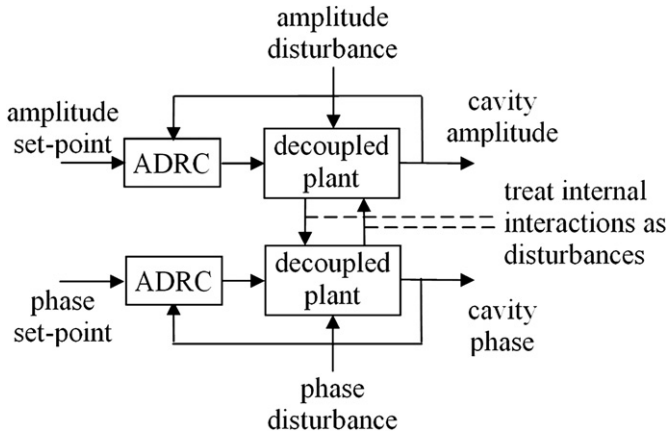 amplitude
disturbance
amplitude
set-point
ADRC
decoupled
plant
cavity
amplitude
treat internal
interactions as
disturbances
phase
set-point
ADRC
decoupled
plant
cavity
phase
phase
disturbance